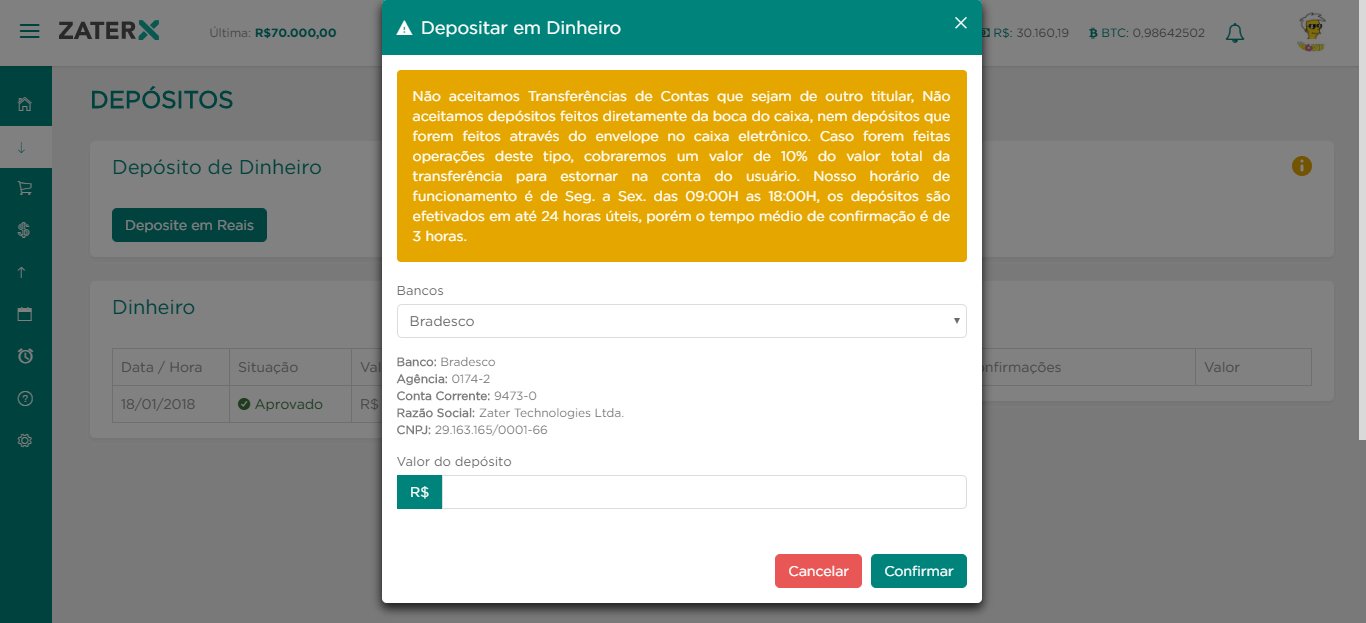 ZATERX
Última: R$70.000,00
R$: 30.160,19
BTC: 0,98642502
Depositar em Dinheiro
Não aceitamos Transferências de Contas que sejam de outro titular, Não
aceitamos depósitos feitos diretamente da boca do caixa, nem depósitos que
forem feitos através do envelope no caixa eletrônico. Caso forem feitas
operações deste tipo, cobraremos um valor de 10% do valor total da
transferência para estornar na conta do usuário. Nosso horário de
funcionamento é de Seg. a Sex. das 09:00H as 18:00H, os depósitos são
efetivados em até 24 horas úteis, porém o tempo médio de confirmação é de
3 horas.
Bancos
Bradesco
Banco: Bradesco
Agência: 0174-2
Conta Corrente: 9473-0
Razão Social: Zater Technologies Ltda.
CNPJ: 29.163.165/0001-66
Valor do depósito
R$
Cancelar
Confirmar
DEPÓSITOS
Depósito de Dinheiro
Deposite em Reais
Dinheiro
Data / Hora
Situação
Val
nfirmações
Valor
18/01/2018
Aprovado
R$